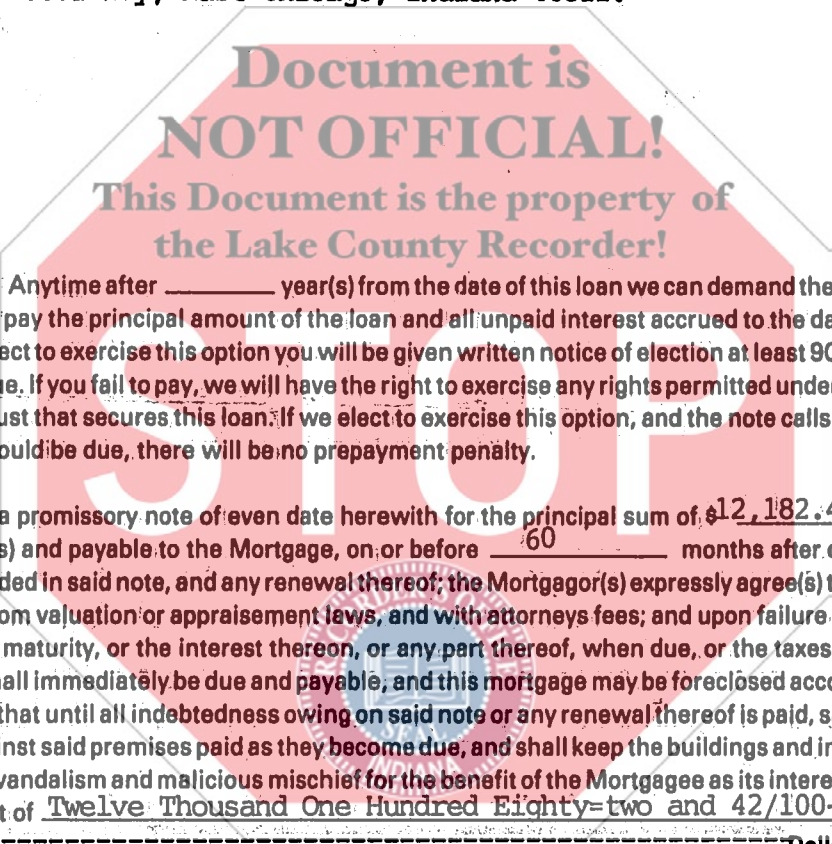 Document is
NOT OFFICIAL!
This Document is the property of
the Lake County Recorder!
Anytime after ________ year(s) from the date of this loan we can demand the
pay the principal amount of the loan and all unpaid interest accrued to the da
ect to exercise this option you will be given written notice of election at least 90
e. If you fail to pay, we will have the right to exercise any rights permitted under
ust that secures this loan. If we elect to exercise this option, and the note calls
ould be due, there will be no prepayment penalty.
STOP
a promissory note of even date herewith for the principal sum of $12,182.4
s) and payable to the Mortgage, on or before 60 months after
ded in said note, and any renewal thereof; the Mortgagor(s) expressly agree(s) t
om valuation or appraisement laws, and with attorneys fees; and upon failure
maturity, or the interest thereon, or any part thereof, when due, or the taxes
all immediately be due and payable, and this mortgage may be foreclosed acco
that until all indebtedness owing on said note or any renewal thereof is paid, s
inst said premises paid as they become due, and shall keep the buildings and im
vandalism and malicious mischief for the benefit of the Mortgagee as its intere
SEAL
INDIANA
t of Twelve Thousand One Hundred Eighty=two and 42/100-
Doll